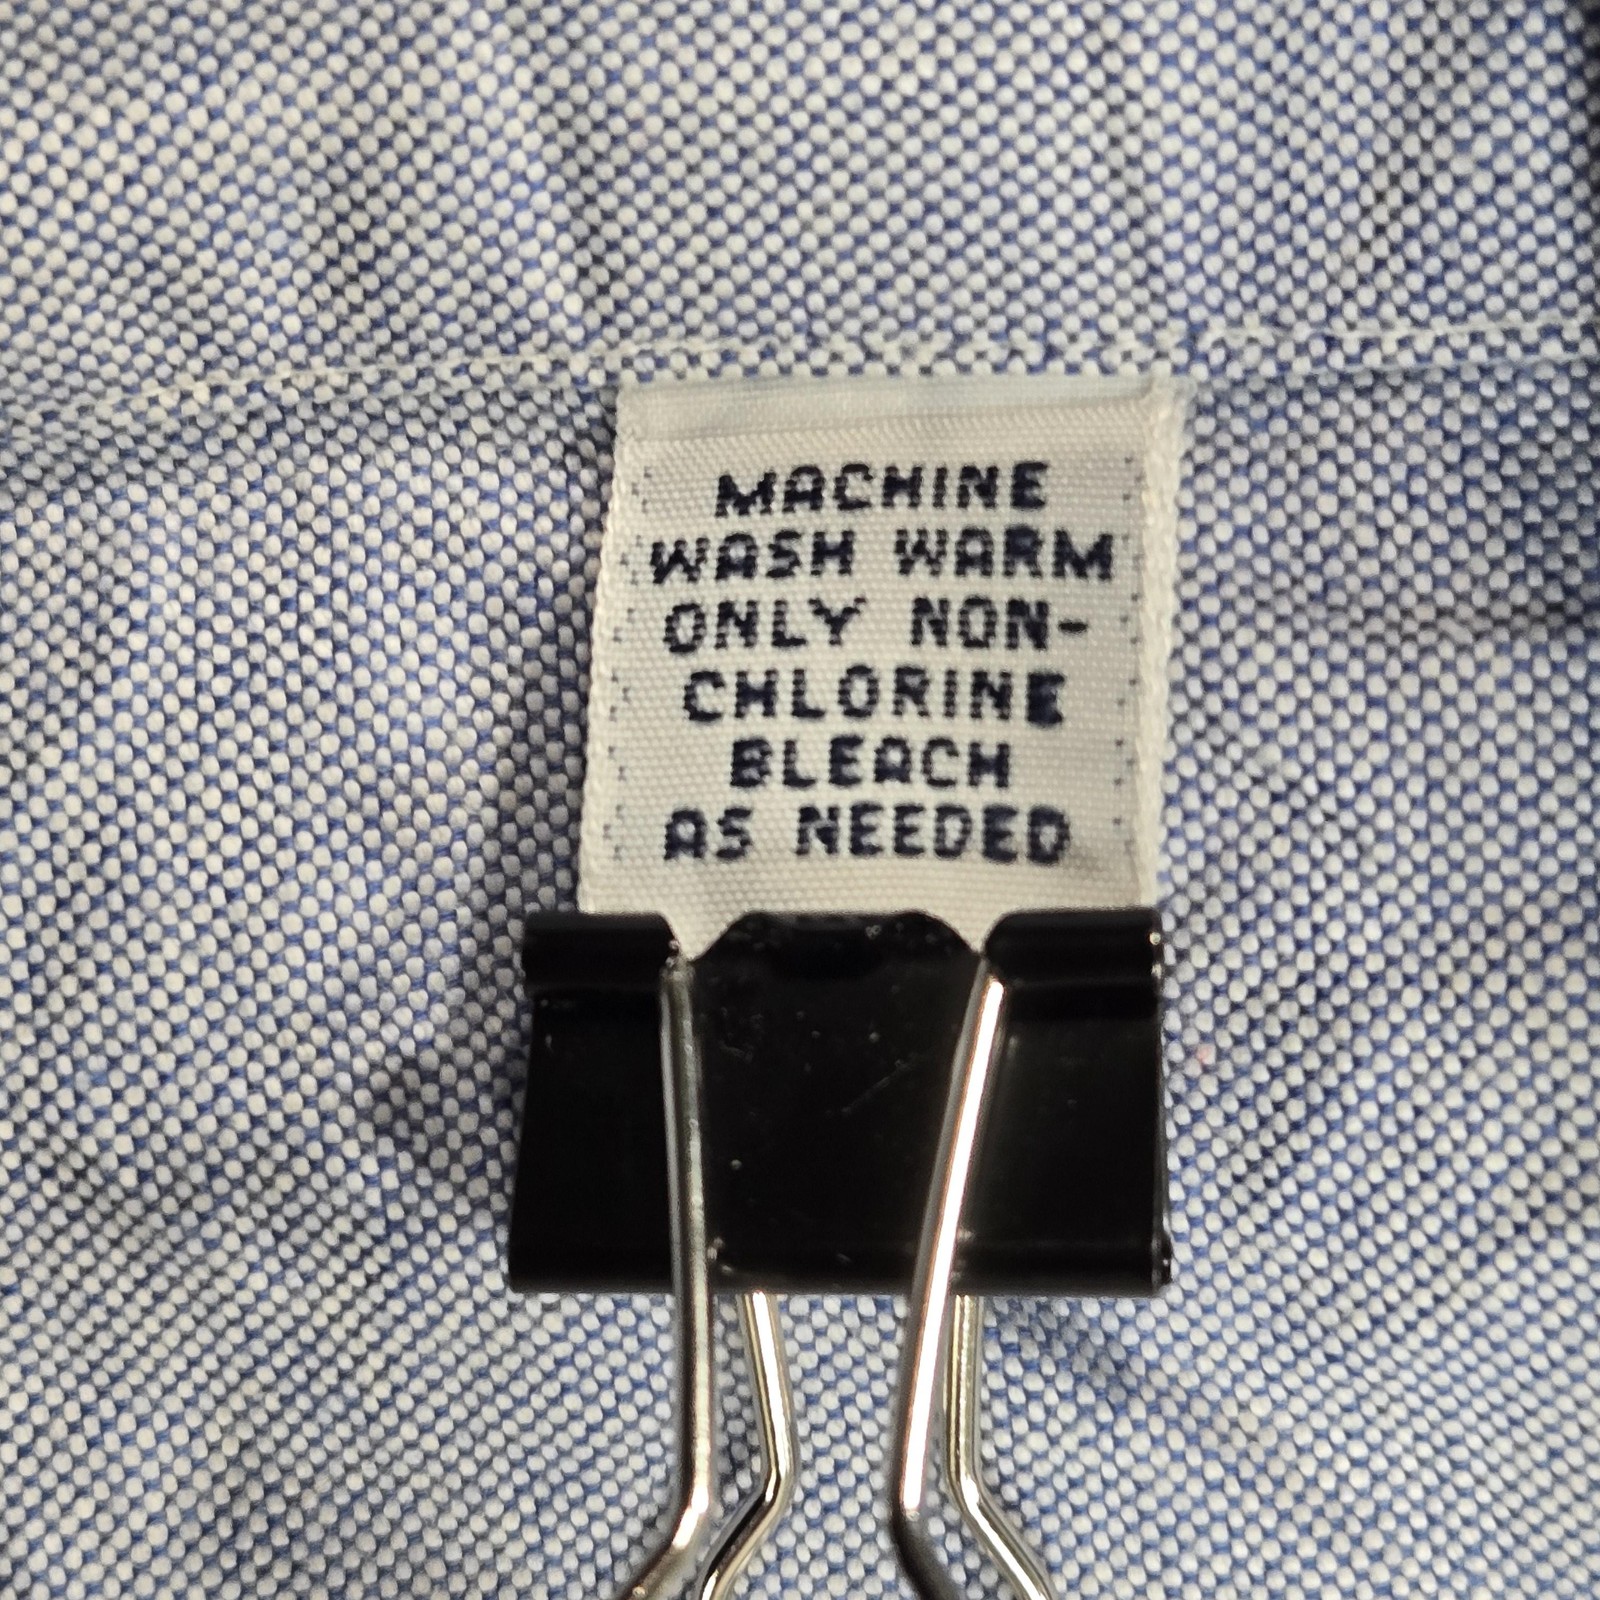 MACHINE
WASH WARM
ONLY NON-
CHLORINE
BLEACH
AS NEEDED